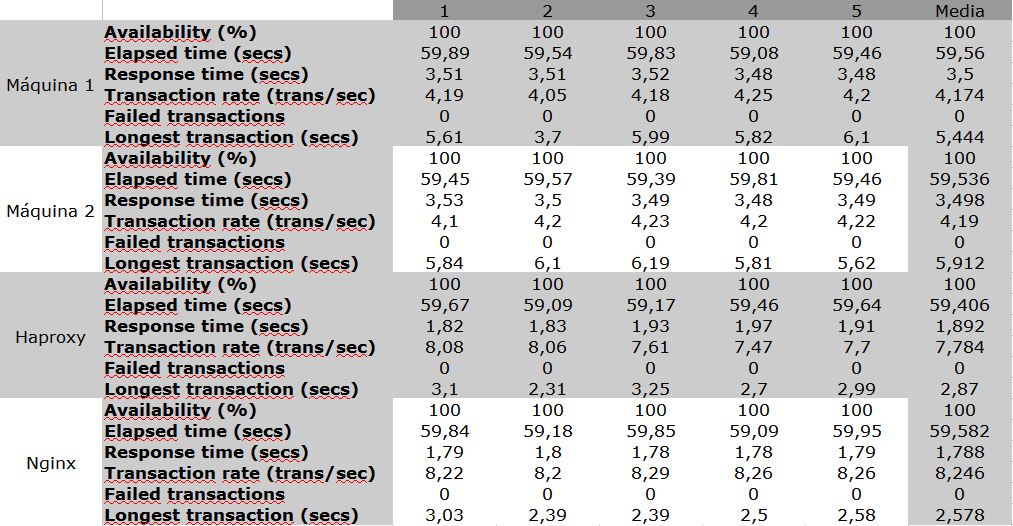 1 2 3 4 5 Media
Availability (%) 100 100 100 100 100 100
Elapsed time (secs) 59,89 59,54 59,83 59,08 59,46 59,56
Response time (secs) 3,51 3,51 3,52 3,48 3,48 3,5
Máquina 1
Transaction rate (trans/sec) 4,19 4,05 4,18 4,25 4,2 4,174
Failed transactions 0 0 0 0 0 0
Longest transaction (secs) 5,61 3,7 5,99 5,82 6,1 5,444
Availability (%) 100 100 100 100 100 100
Elapsed time (secs) 59,45 59,57 59,39 59,81 59,46 59,536
Response time (secs) 3,53 3,5 3,49 3,48 3,49 3,498
Máquina 2
Transaction rate (trans/sec) 4,1 4,2 4,23 4,2 4,22 4,19
Failed transactions 0 0 0 0 0 0
Longest transaction (secs) 5,84 6,1 6,19 5,81 5,62 5,912
Availability (%) 100 100 100 100 100 100
Elapsed time (secs) 59,67 59,09 59,17 59,46 59,64 59,406
Response time (secs) 1,82 1,83 1,93 1,97 1,91 1,892
Haproxy
Transaction rate (trans/sec) 8,08 8,06 7,61 7,47 7,7 7,784
Failed transactions 0 0 0 0 0 0
Longest transaction (secs) 3,1 2,31 3,25 2,7 2,99 2,87
Availability (%) 100 100 100 100 100 100
Elapsed time (secs) 59,84 59,18 59,85 59,09 59,95 59,582
Response time (secs) 1,79 1,8 1,78 1,78 1,79 1,788
Nginx
Transaction rate (trans/sec) 8,22 8,2 8,29 8,26 8,26 8,246
Failed transactions 0 0 0 0 0 0
Longest transaction (secs) 3,03 2,39 2,39 2,5 2,58 2,578